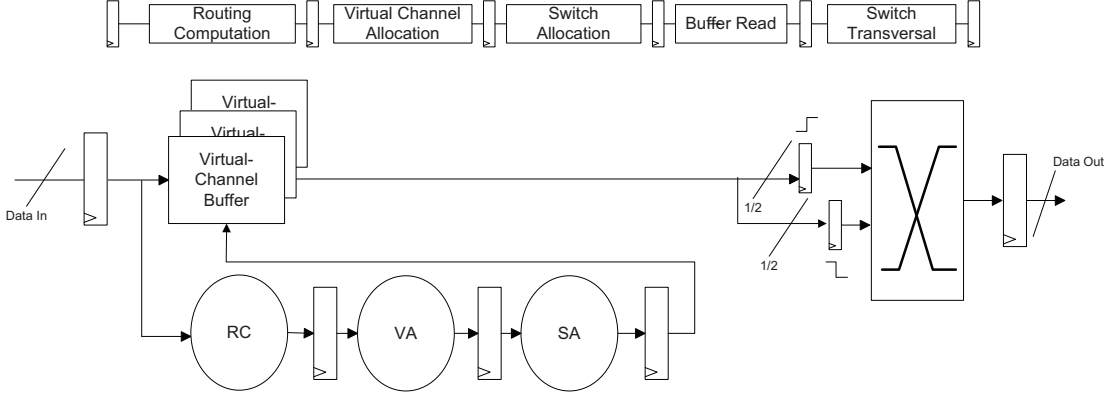 Routing
Computation
Virtual Channel
Allocation
Switch
Allocation
Buffer Read
Switch
Transversal
Virtual-
Virtual-
Virtual-
Channel
Buffer
Data In
1/2
1/2
Data Out
RC
VA
SA